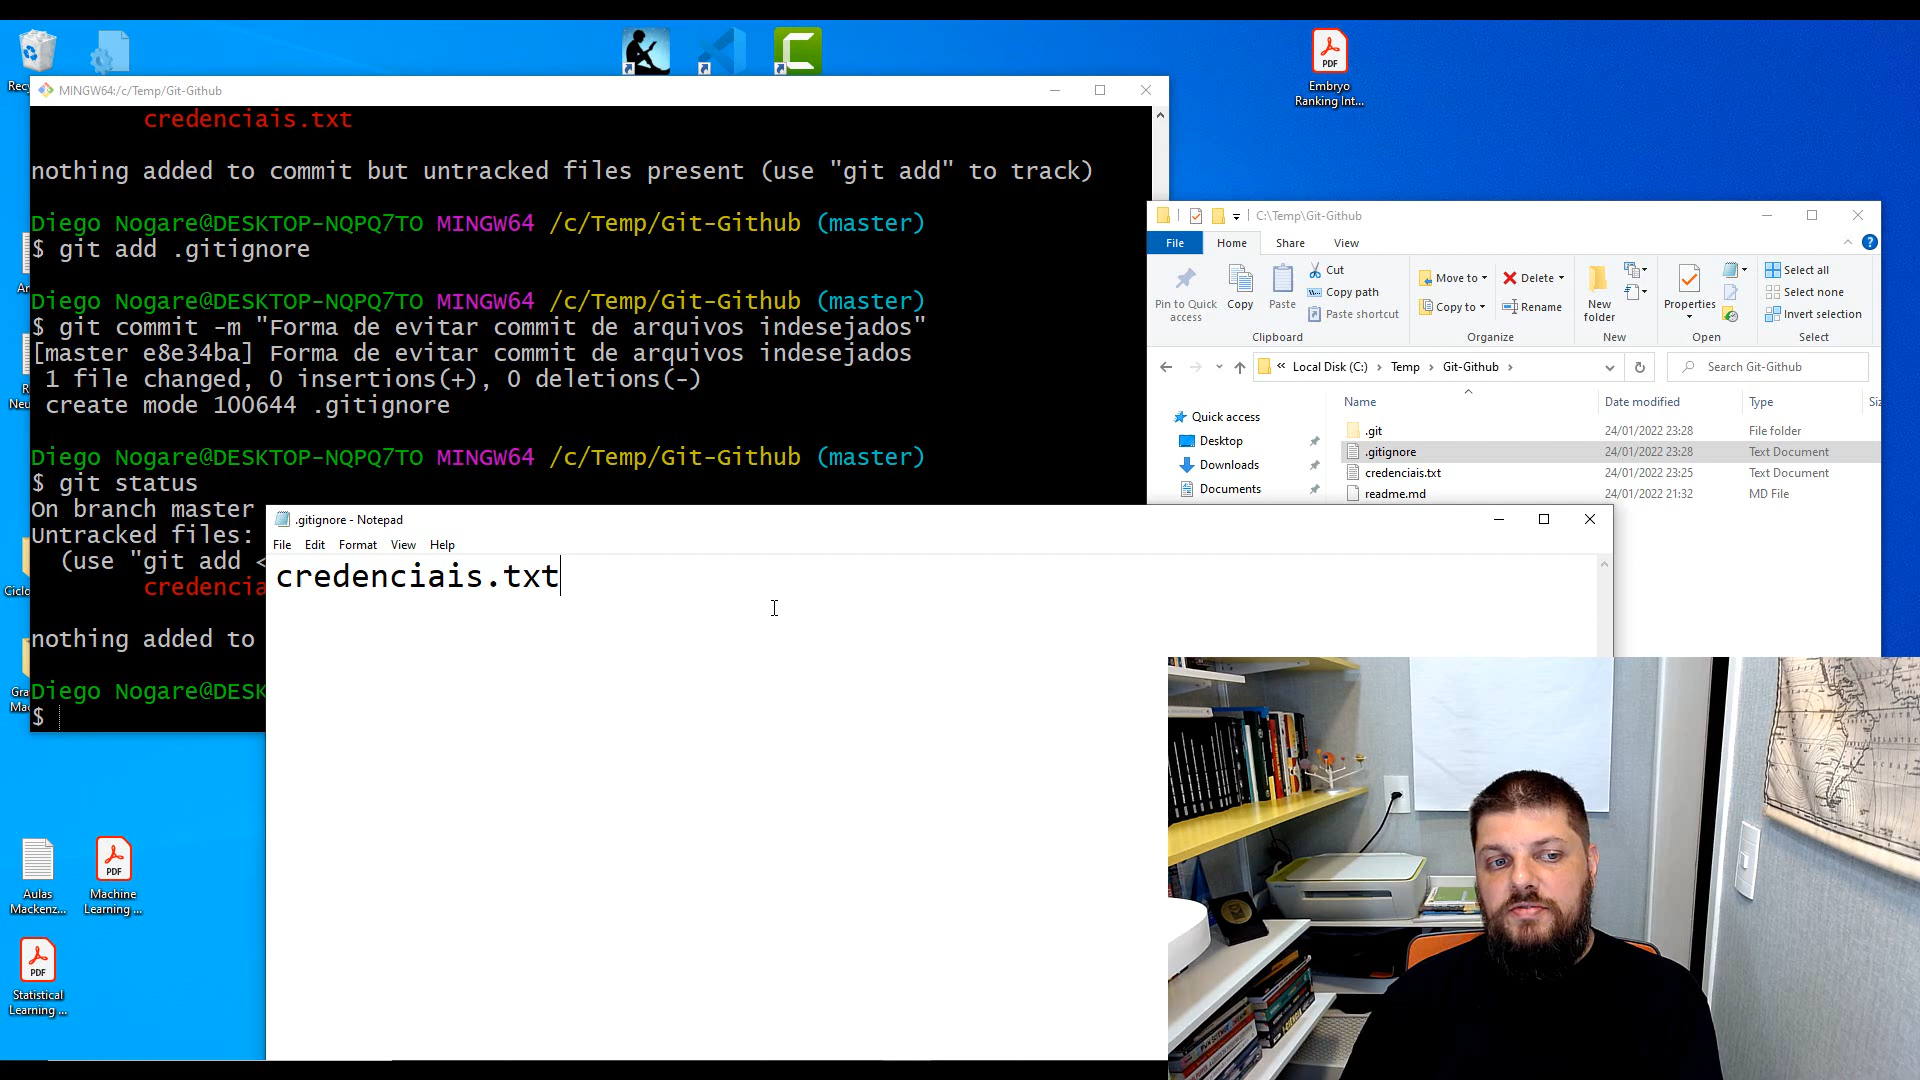 Embryo
Ranking Int...
MINGW64:/c/Temp/Git-Github
credenciais.txt
nothing added to commit but untracked files present (use "git add" to track)
Diego Nogare@DESKTOP-NQPQ7TO MINGW64 /c/Temp/Git-Github (master)
$ git add .gitignore
Diego Nogare@DESKTOP-NQPQ7TO MINGW64 /c/Temp/Git-Github (master)
$ git commit -m "Forma de evitar commit de arquivos indesejados"
[master e8e34ba] Forma de evitar commit de arquivos indesejados
1 file changed, 0 insertions(+), 0 deletions(-)
create mode 100644 .gitignore
Diego Nogare@DESKTOP-NQPQ7TO MINGW64 /c/Temp/Git-Github (master)
$ git status
On branch master
Untracked files:
(use "git add <
credencia
nothing added to
Diego Nogare@DESK
$
C:\Temp\Git-Github
File Home Share View
Pin to Quick access
Copy
Paste
Cut
Copy path
Paste shortcut
Clipboard
Move to
Copy to
Delete
Rename
Organize
New folder
New
Properties
Open
Select all
Select none
Invert selection
Select
« Local Disk (C:) › Temp › Git-Github ›
Search Git-Github
Quick access
Desktop
Downloads
Documents
Name Date modified Type Siz
.git 24/01/2022 23:28 File folder
.gitignore 24/01/2022 23:28 Text Document
credenciais.txt 24/01/2022 23:25 Text Document
readme.md 24/01/2022 21:32 MD File
.gitignore - Notepad
File Edit Format View Help
credenciais.txt
Aulas
Mackenz...
PDF
Machine
Learning ...
PDF
Statistical
Learning ...
PDF